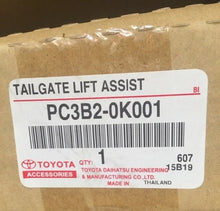 TAILGATE LIFT ASSIST
BI
PC3B2-0K001
TOYOTA
ACCESSORIES
QTY:
1
607
15B19
TOYOTA DAIHATSU ENGINEERING
& MANUFACTURING CO.,LTD.
MADE IN THAILAND